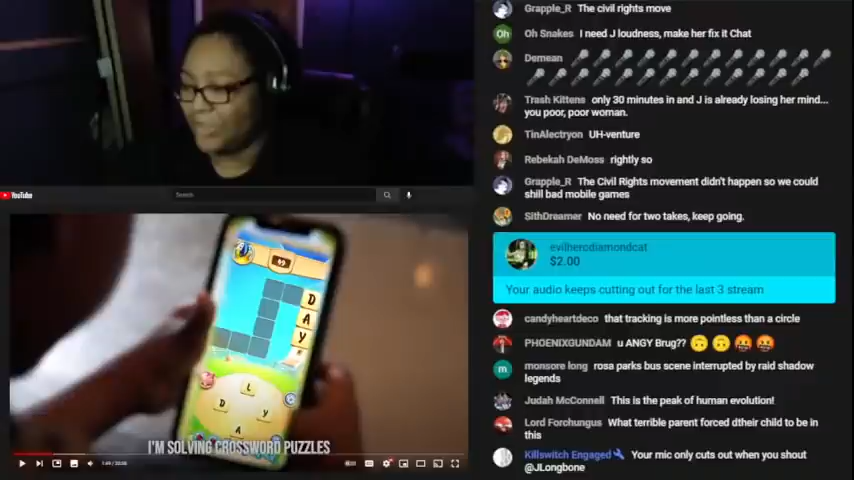 Grapple_R The civil rights move
Oh Oh Snakes I need J loudness, make her fix it Chat
Demean
Trash Kittens only 30 minutes in and J is already losing her mind...
you poor, poor woman.
TinAlectryon UH-venture
Rebekah DeMoss rightly so
Grapple_R The Civil Rights movement didn't happen so we could
shill bad mobile games
SithDreamer No need for two takes, keep going.
evilhercdiamondcat
$2.00
Your audio keeps cutting out for the last 3 stream
candyheartdeco that tracking is more pointless than a circle
PHOENIXGUNDAM u ANGY Brug??
m monsore long rosa parks bus scene interrupted by raid shadow
legends
Judah McConnell This is the peak of human evolution!
Lord Forchungus What terrible parent forced dtheir child to be in
this
Killswitch Engaged Your mic only cuts out when you shout
@JLongbone
YouTube
Search
49
D
A
Y
L
D
Y
A
I'M SOLVING CROSSWORD PUZZLES